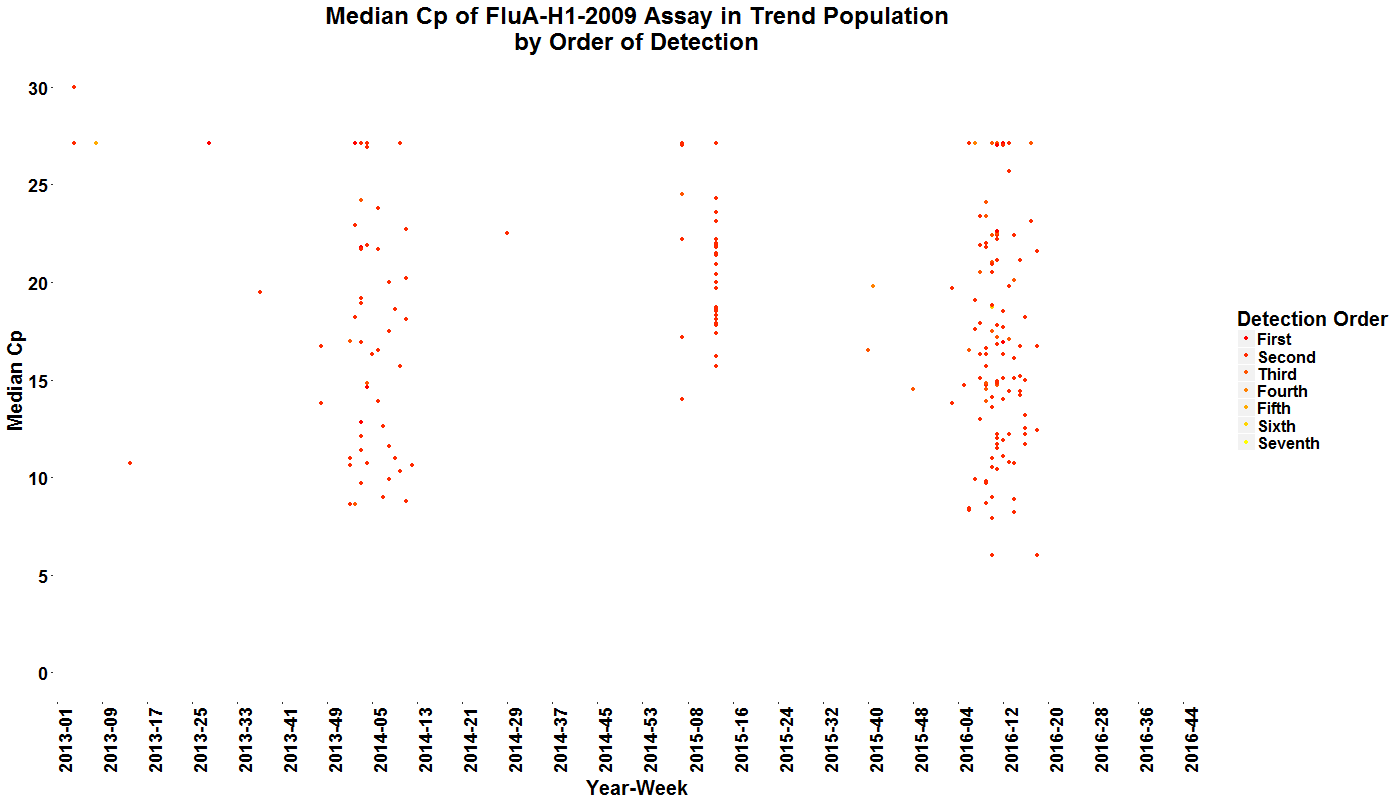 Median Cp of FluA-H1-2009 Assay in Trend Population
by Order of Detection
Median Cp
30
25
20
15
10
5
0
2013-01
2013-09
2013-17
2013-25
2013-33
2013-41
2013-49
2014-05
2014-13
2014-21
2014-29
2014-37
2014-45
2014-53
2015-08
2015-16
2015-24
2015-32
2015-40
2015-48
2016-04
2016-12
2016-20
2016-28
2016-36
2016-44
Year-Week
Detection Order
First
Second
Third
Fourth
Fifth
Sixth
Seventh